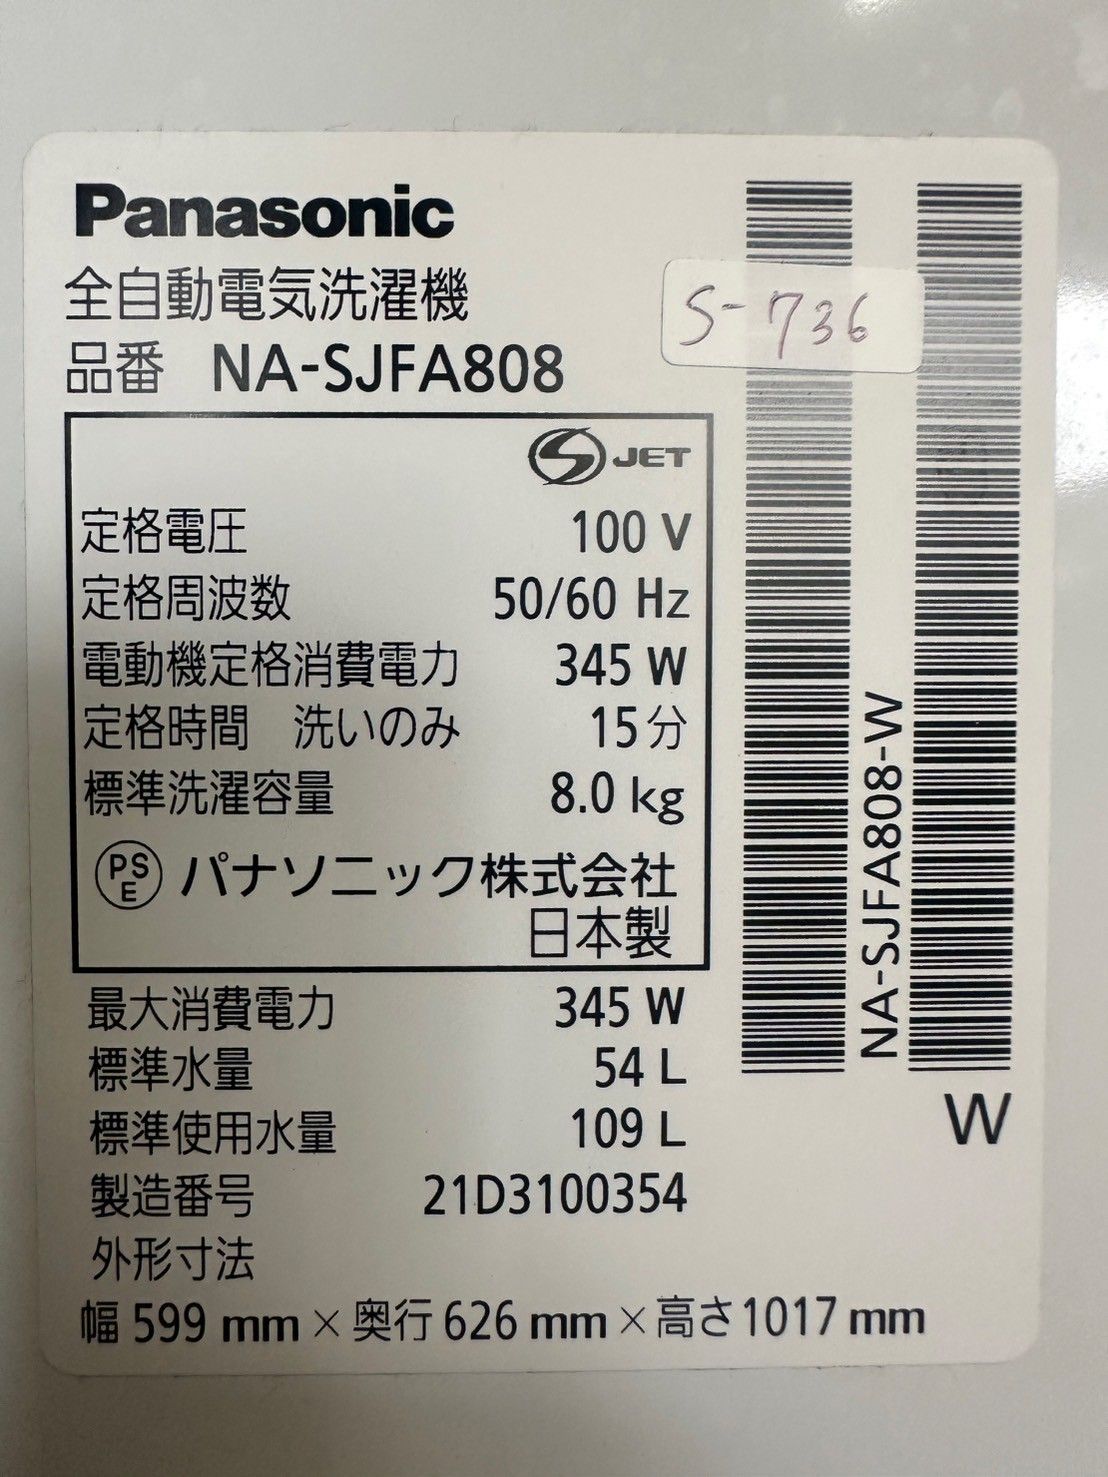 Panasonic
全自動電気洗濯機
品番 NA-SJFA808
S-736
S JET
定格電圧 100 V
定格周波数 50/60 Hz
電動機定格消費電力 345 W
定格時間 洗いのみ 15分
標準洗濯容量 8.0 kg
PSE パナソニック株式会社
日本製
最大消費電力 345 W
標準水量 54 L
標準使用水量 109 L
製造番号 21D3100354
外形寸法
幅 599 mm × 奥行 626 mm × 高さ 1017 mm
NA-SJFA808-W
W